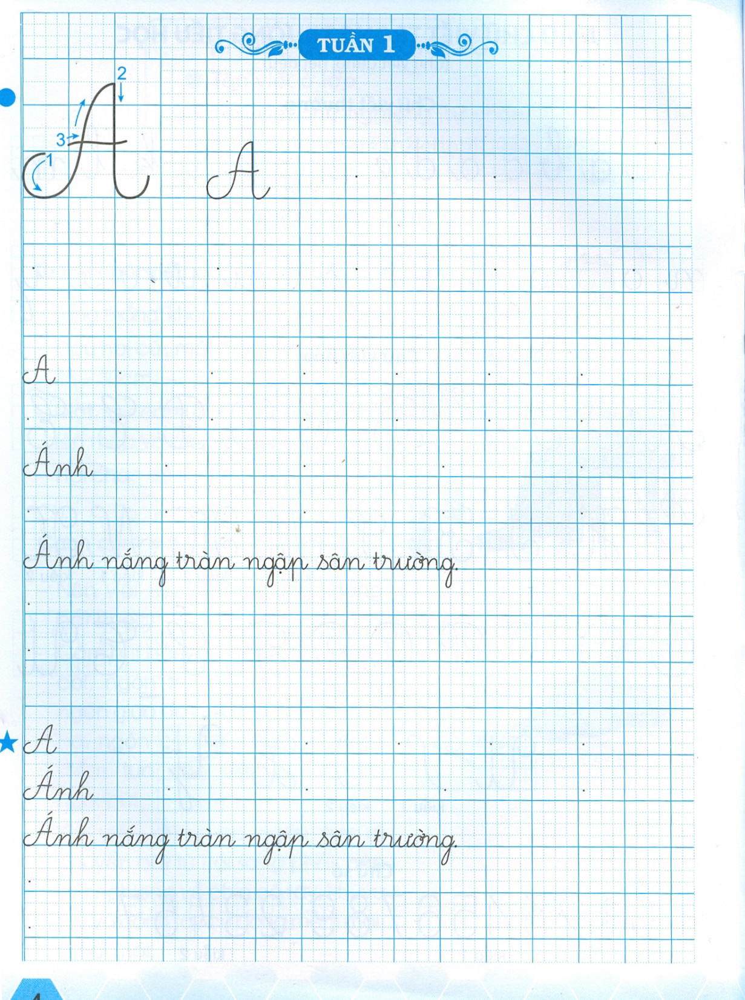 TUẦN 1
2
3
1
A
A
A
Ánh
Ánh nắng tràn ngập sân trường.
A
Ánh
Ánh nắng tràn ngập sân trường.